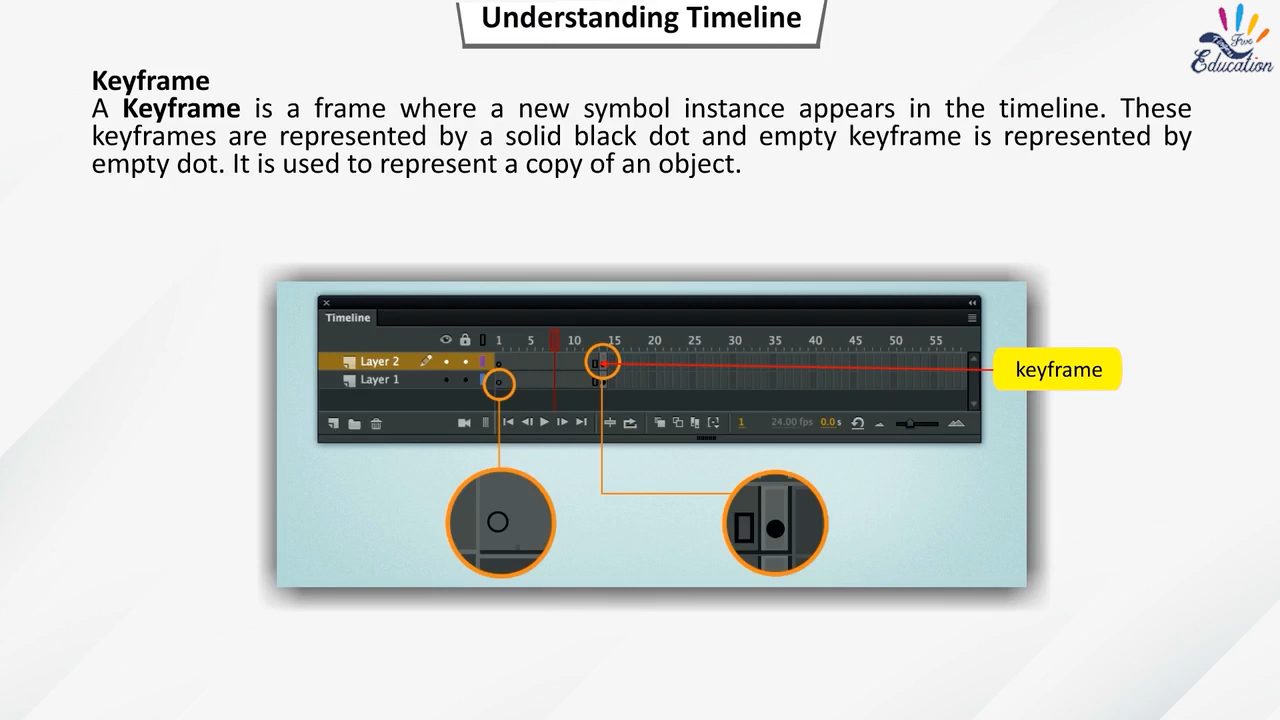 Understanding Timeline
Five
Education
Keyframe
A Keyframe is a frame where a new symbol instance appears in the timeline. These
keyframes are represented by a solid black dot and empty keyframe is represented by
empty dot. It is used to represent a copy of an object.
Timeline
1 5 10 15 20 25 30 35 40 45 50 55
Layer 2
Layer 1
keyframe
1 24.00 fps 0.0 s